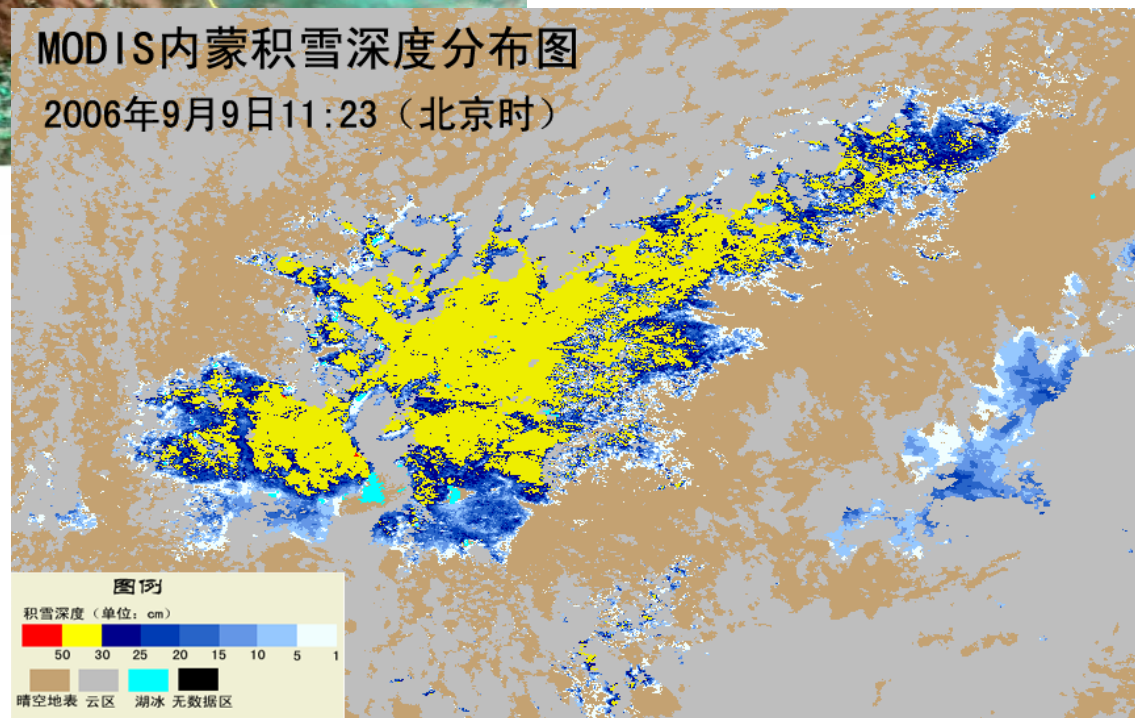 MODIS内蒙积雪深度分布图
2006年9月9日11:23（北京时）
图例
积雪深度（单位：cm）
50 30 25 20 15 10 5 1
晴空地表 云区 湖冰 无数据区